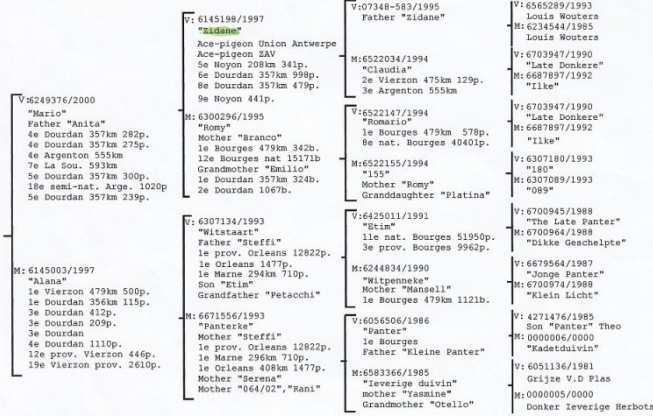 V:6249376/2000
"Mario"
Father "Anita"
4e Dourdan 357km 282p.
4e Dourdan 357km 275p.
4e Argenton 555km
7e La Sou. 593km
5e Dourdan 357km 300p.
18e semi-nat. Arge. 1020p
5e Dourdan 357km 239p.
M: 6145003/1997
"Alana"
1e Vierzon 479km 500p.
1e Dourdan 356km 115p.
3e Dourdan 412p.
3e Dourdan 209p.
3e Dourdan
4e Dourdan 1110p.
12e prov. Vierzon 446p.
19e Vierzon prov. 2610p.
V: 6145198/1997
"Zidane"
Ace-pigeon Union Antwerpe
Ace-pigeon ZAV
5e Noyon 208km 341p.
6e Dourdan 357km 998p.
8e Dourdan 357km 479p.
9e Noyon 441p.
M: 6300296/1995
"Romy"
Mother "Branco"
1e Bourges 479km 342b.
12e Bourges nat 15171b
Grandmother "Emilio"
1e Dourdan 357km 324b.
2e Dourdan 1067b.
V: 6307134/1993
"Witstaart"
Father "Steffi"
1e prov. Orleans 12822p.
1e Orleans 1477p.
1e Marne 294km 710p.
Son "Etim"
Grandfather "Petacchi"
M: 6671556/1993
"Panterke"
Mother "Steffi"
1e prov. Orleans 12822p.
1e Marne 296km 710p.
1e Orleans 408km 1477p.
Mother "Serena"
Mother "064/02","Rani"
V:07348-583/1995
Father "Zidane"
M:6522034/1994
"Claudia"
2e Vierzon 475km 129p.
3e Argenton 555km
V:6522147/1994
"Romario"
1e Bourges 479km 578p.
8e nat. Bourges 40401p.
M:6522155/1994
"155"
Mother "Romy"
Granddaughter "Platina"
V:6425011/1991
"Etim"
11e nat. Bourges 51950p.
3e prov. Bourges 9962p.
M:6244834/1990
"Witpenneke"
Mother "Mansell"
1e Bourges 479km 1121b.
V:6056506/1986
"Panter"
1e Bourges
Father "Kleine Panter"
M:6583366/1985
"Ieverige duivin"
mother "Yasmine"
Grandmother "Otello"
V: 6565289/1993
Louis Wouters
M: 6234544/1985
Louis Wouters
V: 6703947/1990
"Late Donkere"
M: 6687897/1992
"Ilke"
V: 6703947/1990
"Late Donkere"
M: 6687897/1992
"Ilke"
V: 6307180/1993
"180"
M: 6307089/1993
"089"
V: 6700945/1988
"The Late Panter"
M: 6700964/1988
"Dikke Geschelpte"
V: 6679564/1987
"Jonge Panter"
M: 6700974/1988
"Klein Licht"
V: 4271476/1985
Son "Panter" Theo
M: 0000006/0000
"Kadetduivin"
V: 6051136/1981
Grijze V.D Plas
M: 0000005/0000
Donker Ieverige Herbots